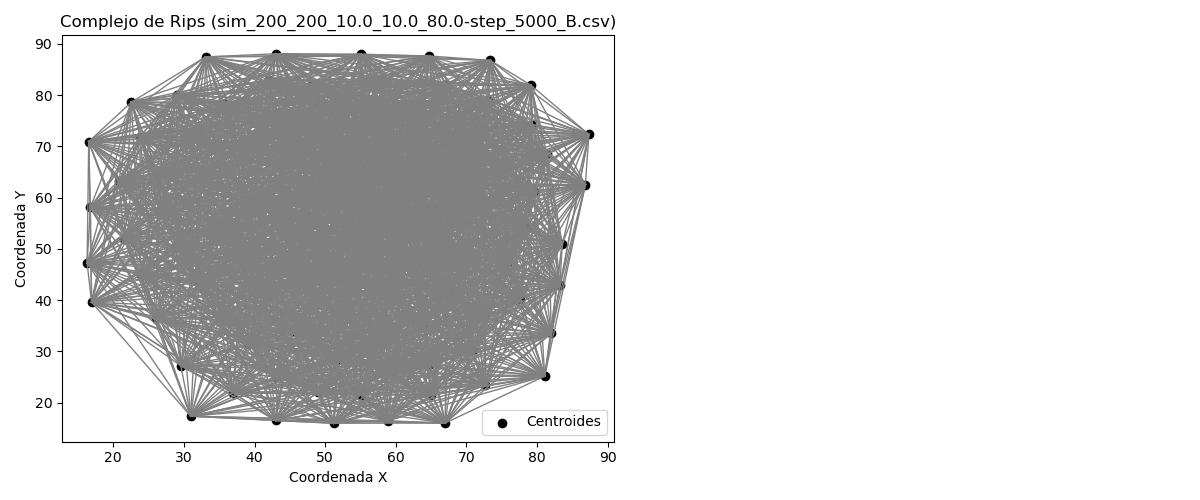 Complejo de Rips (sim_200_200_10.0_10.0_80.0-step_5000_B.csv)
90
80
70
60
50
40
30
20
Coordenada Y
Centroides
20 30 40 50 60 70 80 90
Coordenada X